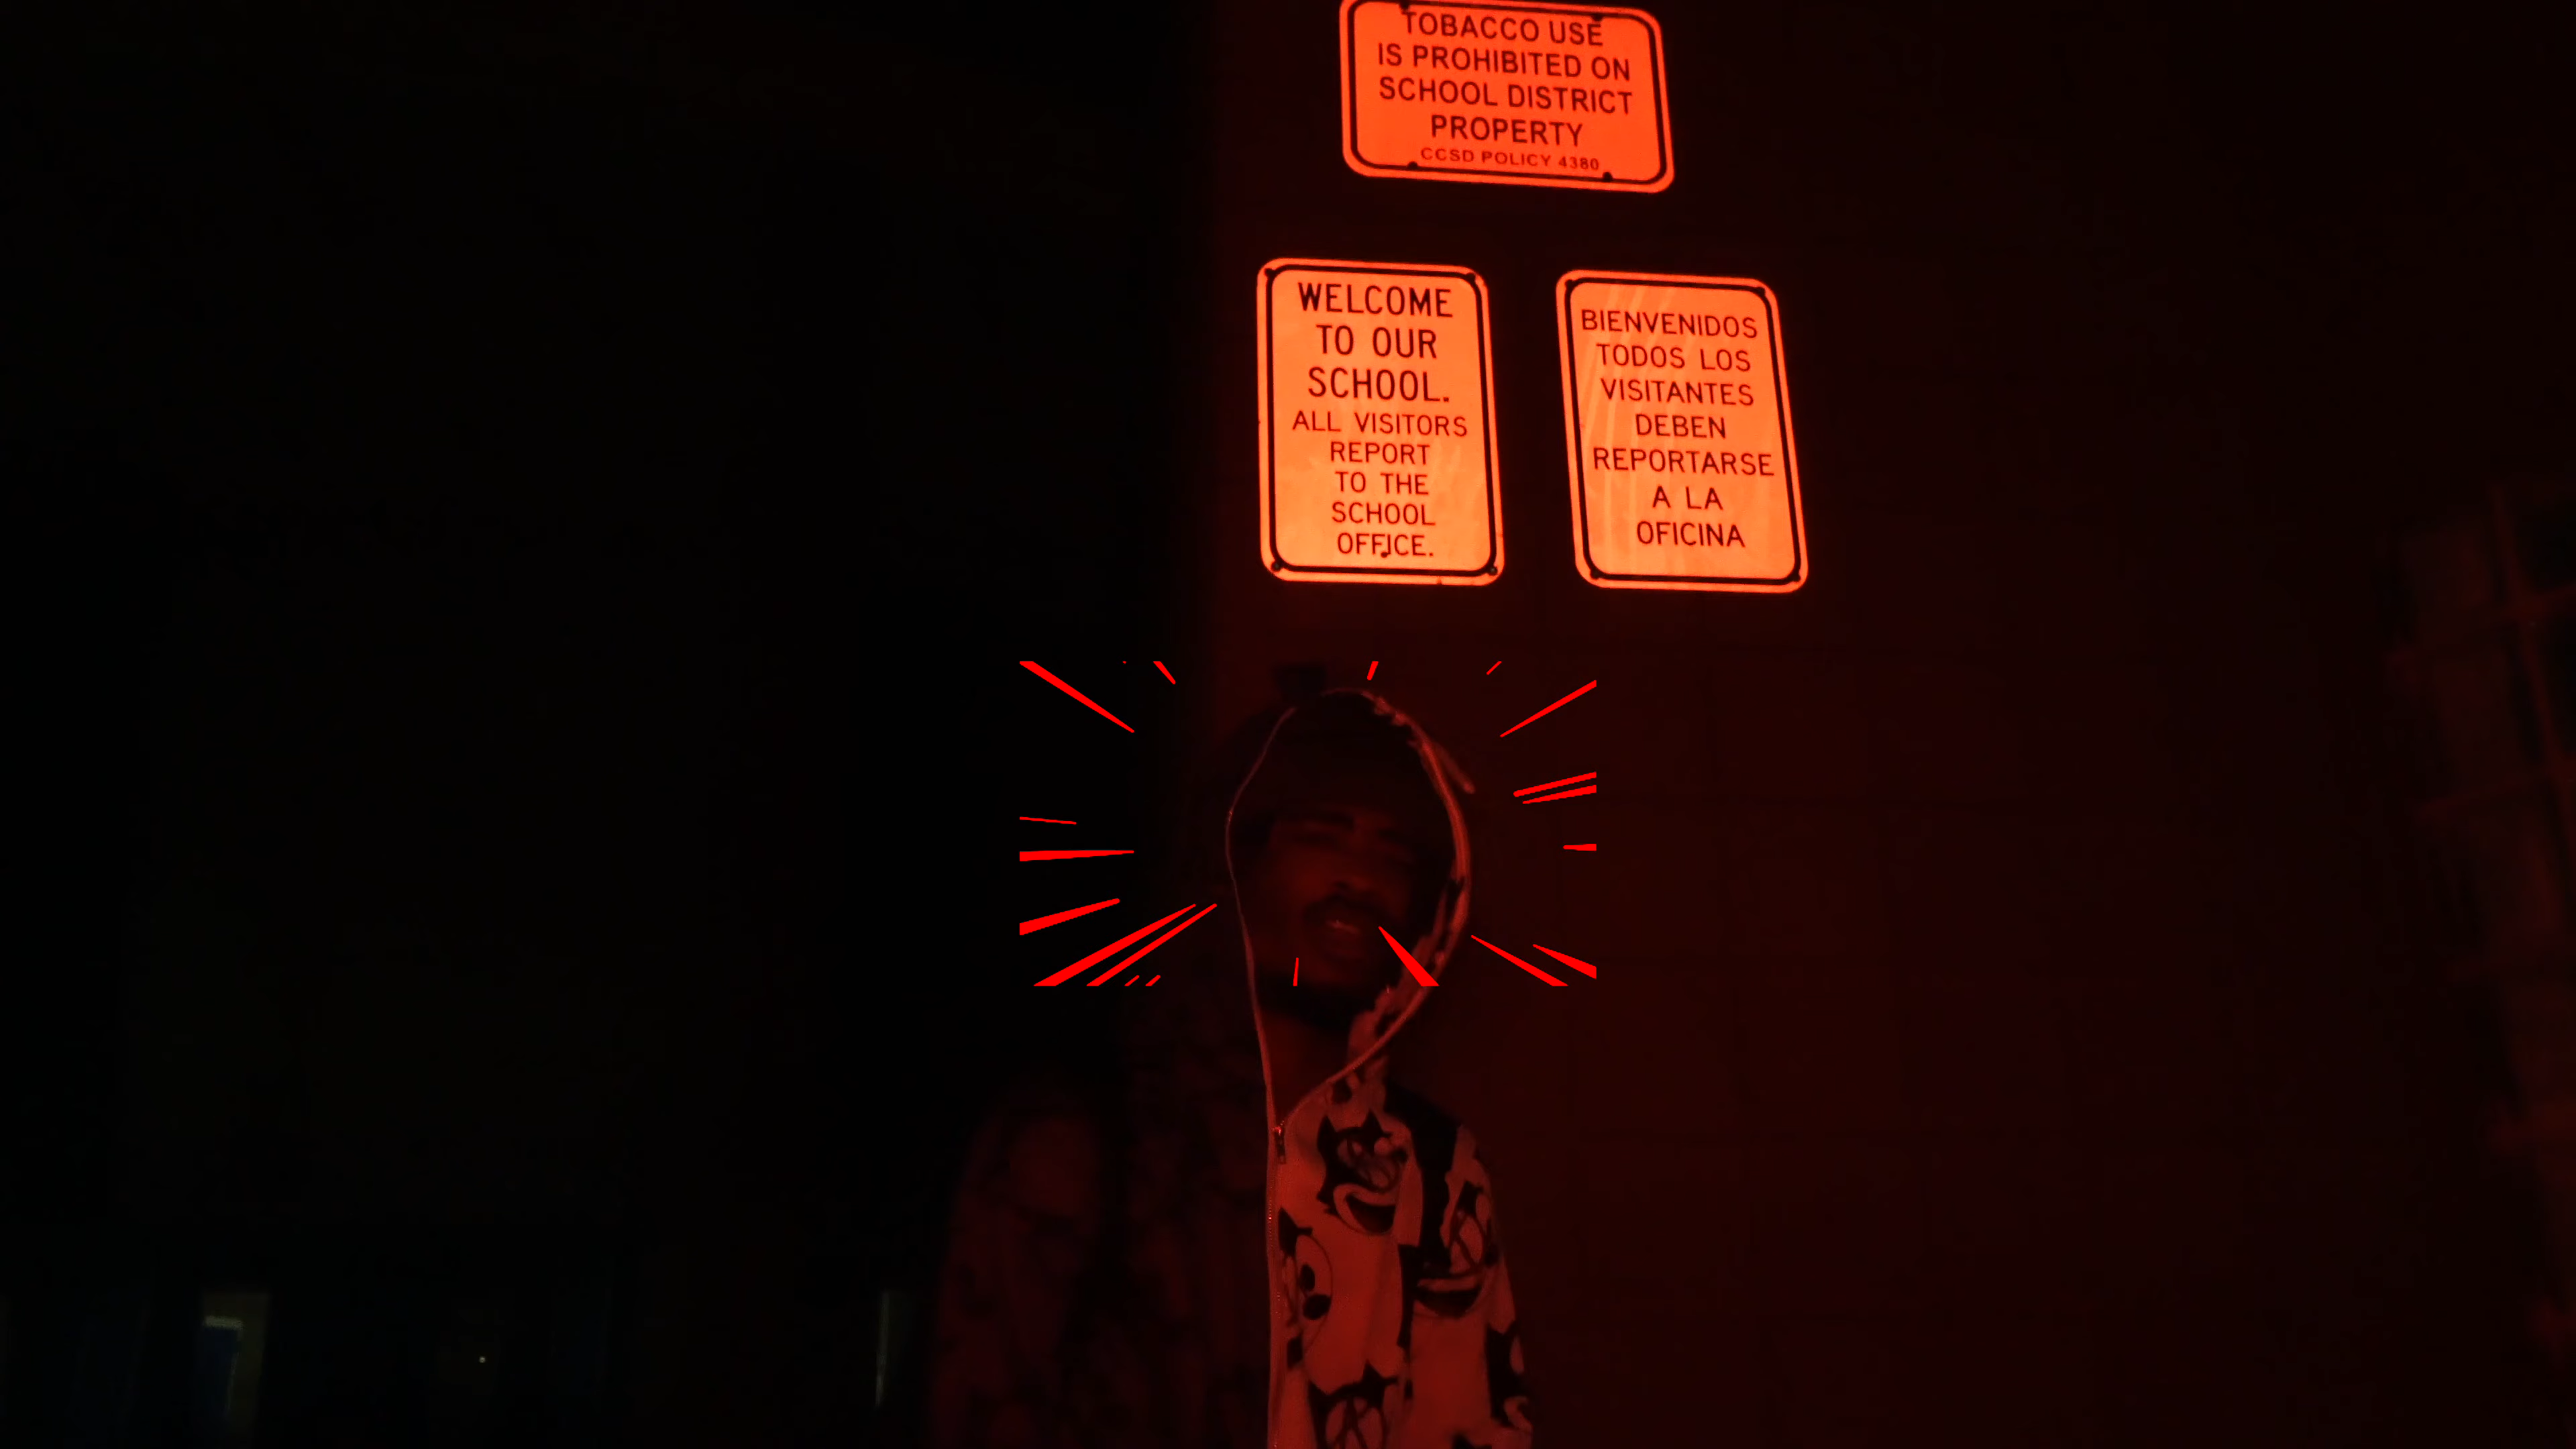 TOBACCO USE
IS PROHIBITED ON
SCHOOL DISTRICT
PROPERTY
CCSD POLICY 4380
WELCOME
TO OUR
SCHOOL.
ALL VISITORS
REPORT
TO THE
SCHOOL
OFFICE.
BIENVENIDOS
TODOS LOS
VISITANTES
DEBEN
REPORTARSE
A LA
OFICINA